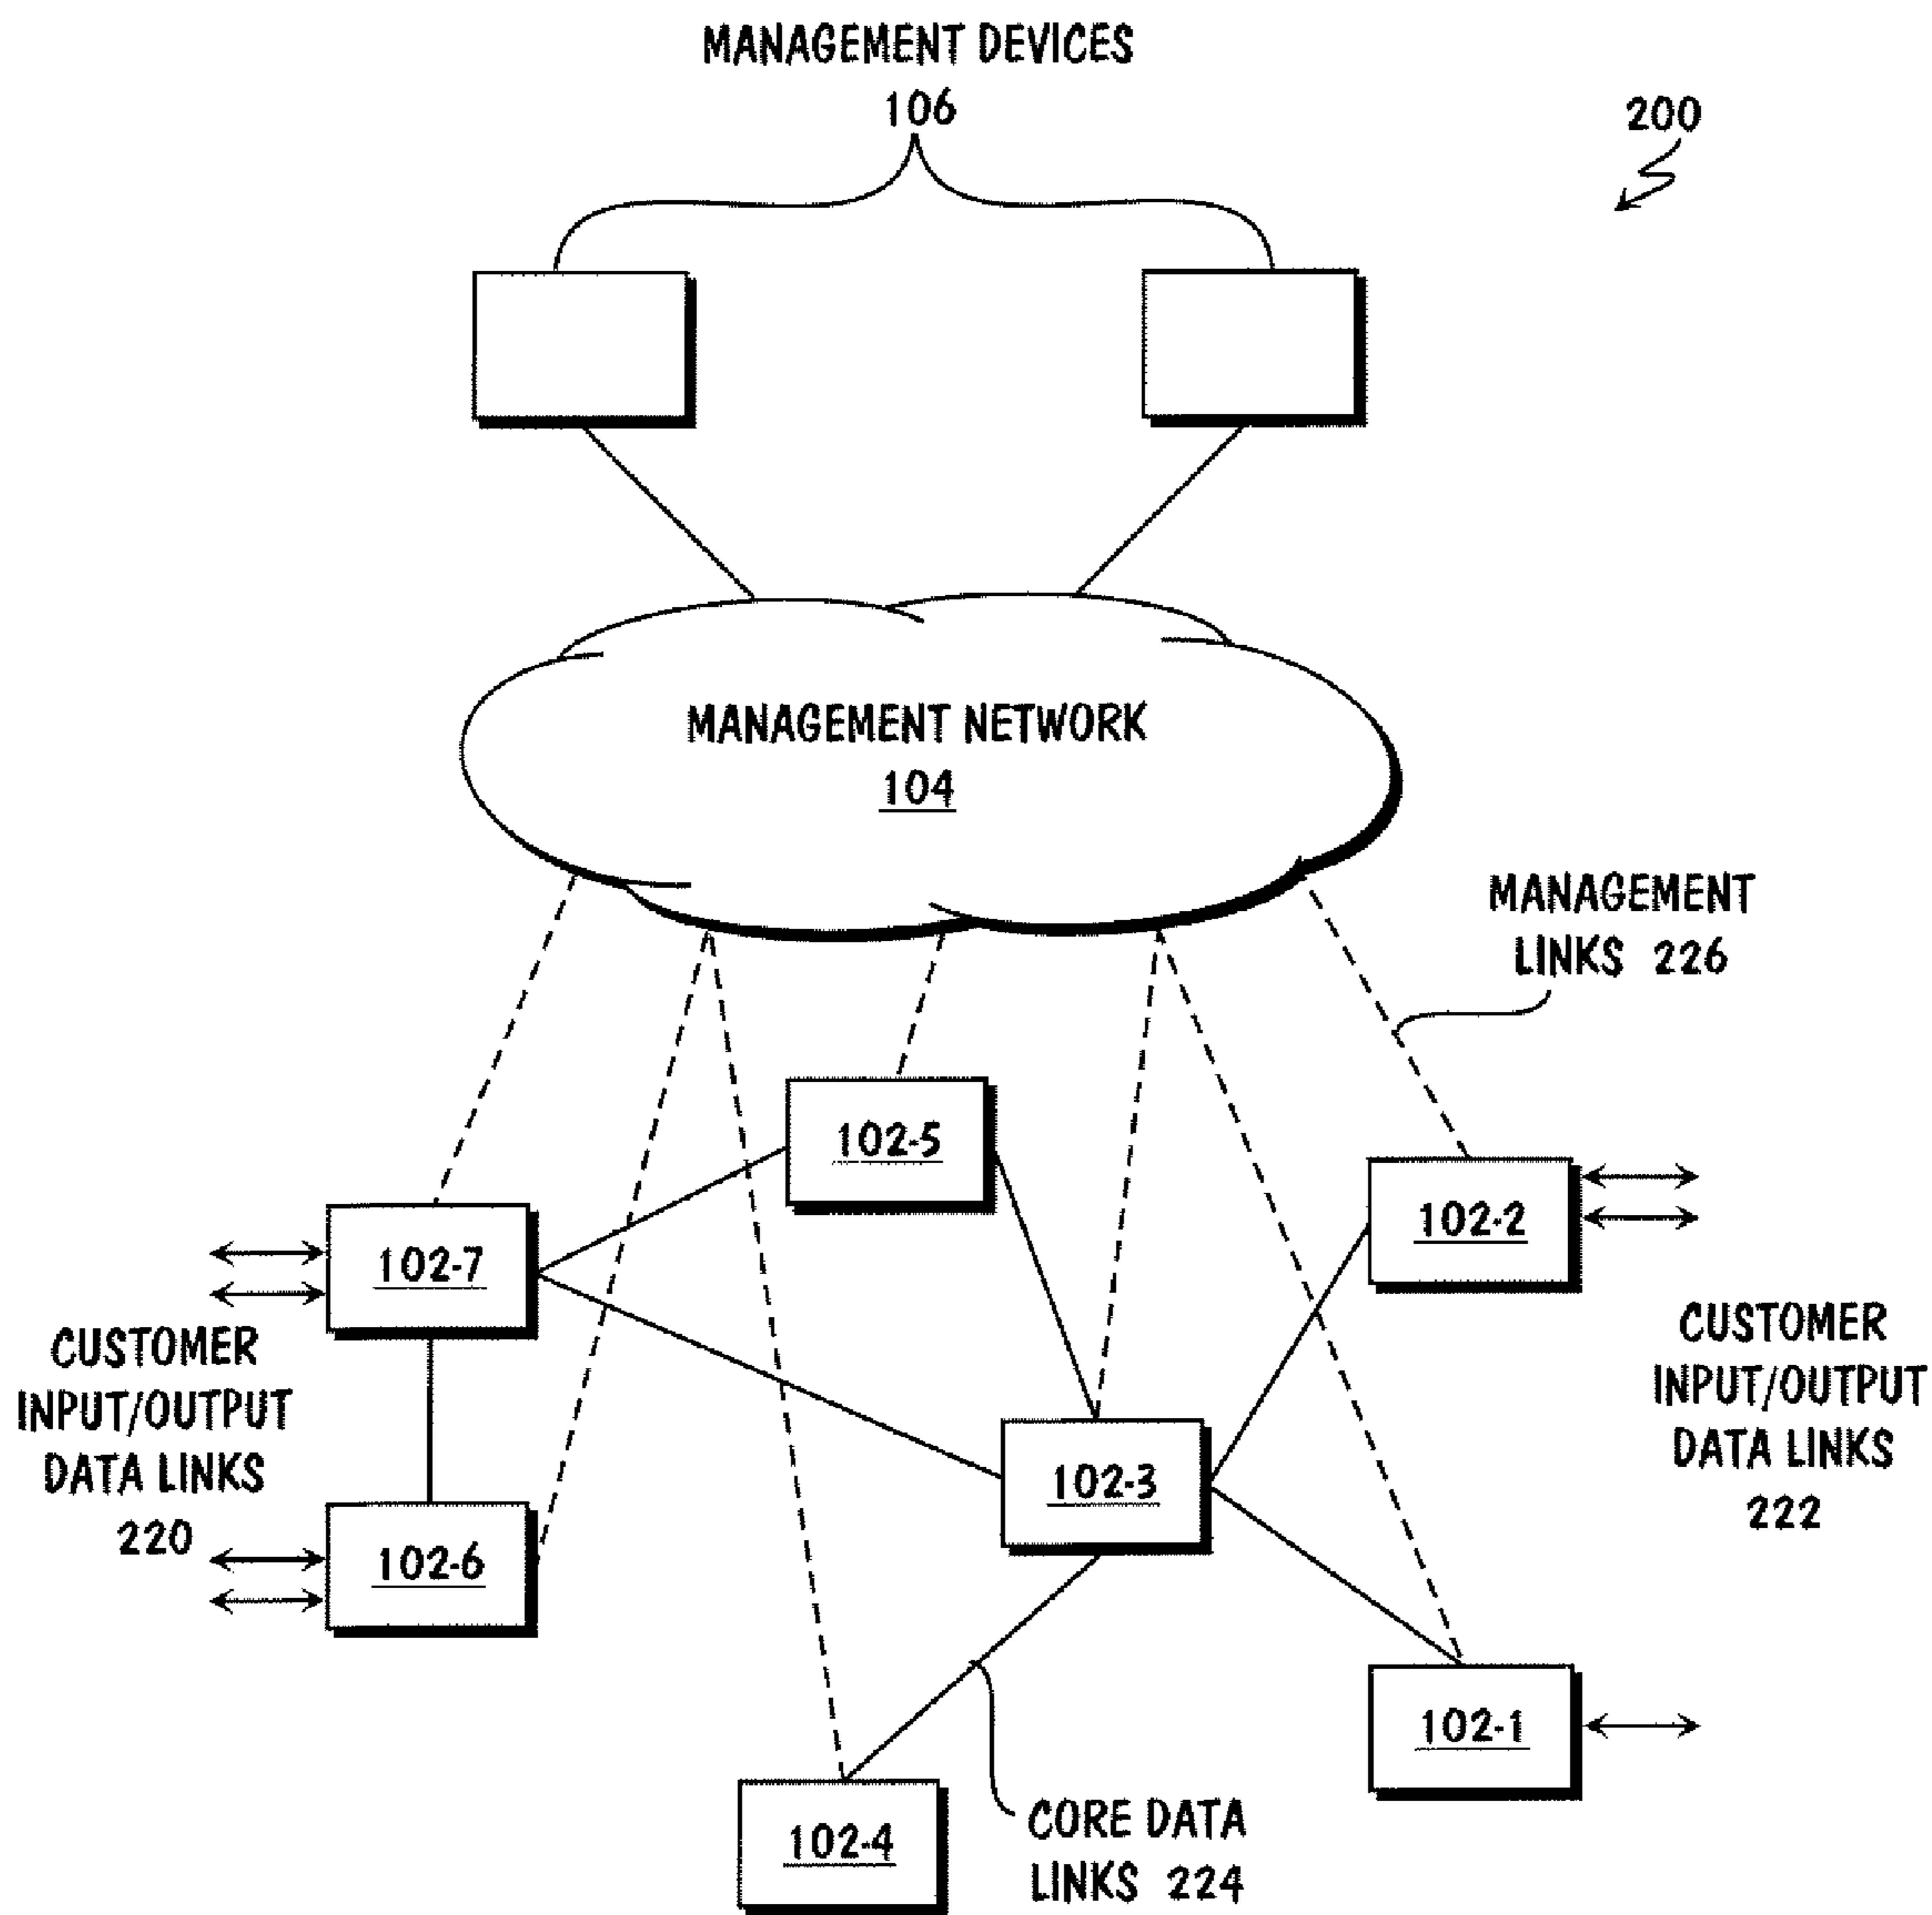 MANAGEMENT DEVICES
106
200
MANAGEMENT NETWORK
104
MANAGEMENT
LINKS 226
102-5
102-2
102-7
CUSTOMER
INPUT/OUTPUT
DATA LINKS
220
CUSTOMER
INPUT/OUTPUT
DATA LINKS
222
102-3
102-6
102-1
102-4
CORE DATA
LINKS 224